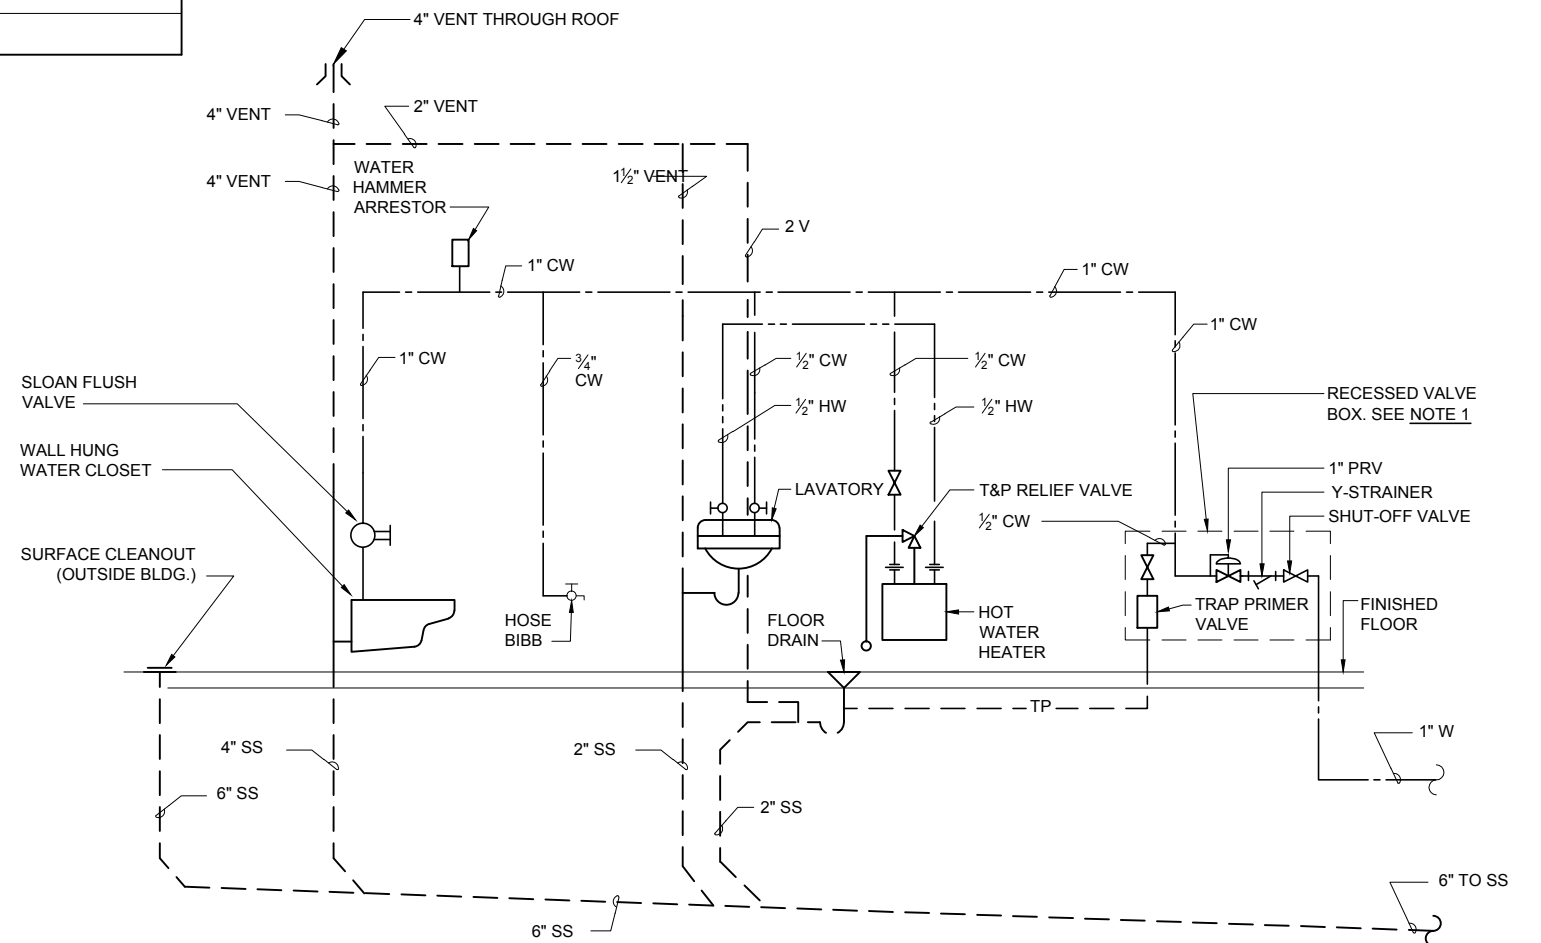 4" VENT THROUGH ROOF
4" VENT
2" VENT
4" VENT
WATER
HAMMER
ARRESTOR
1½" VENT
2 V
1" CW
1" CW
1" CW
1" CW
¾"
CW
½" CW
½" CW
½" HW
½" HW
SLOAN FLUSH
VALVE
RECESSED VALVE
BOX. SEE NOTE 1
WALL HUNG
WATER CLOSET
1" PRV
Y-STRAINER
SHUT-OFF VALVE
LAVATORY
T&P RELIEF VALVE
½" CW
SURFACE CLEANOUT
(OUTSIDE BLDG.)
HOSE
BIBB
FLOOR
DRAIN
HOT
WATER
HEATER
TRAP PRIMER
VALVE
FINISHED
FLOOR
TP
4" SS
2" SS
1" W
6" SS
2" SS
6" TO SS
6" SS